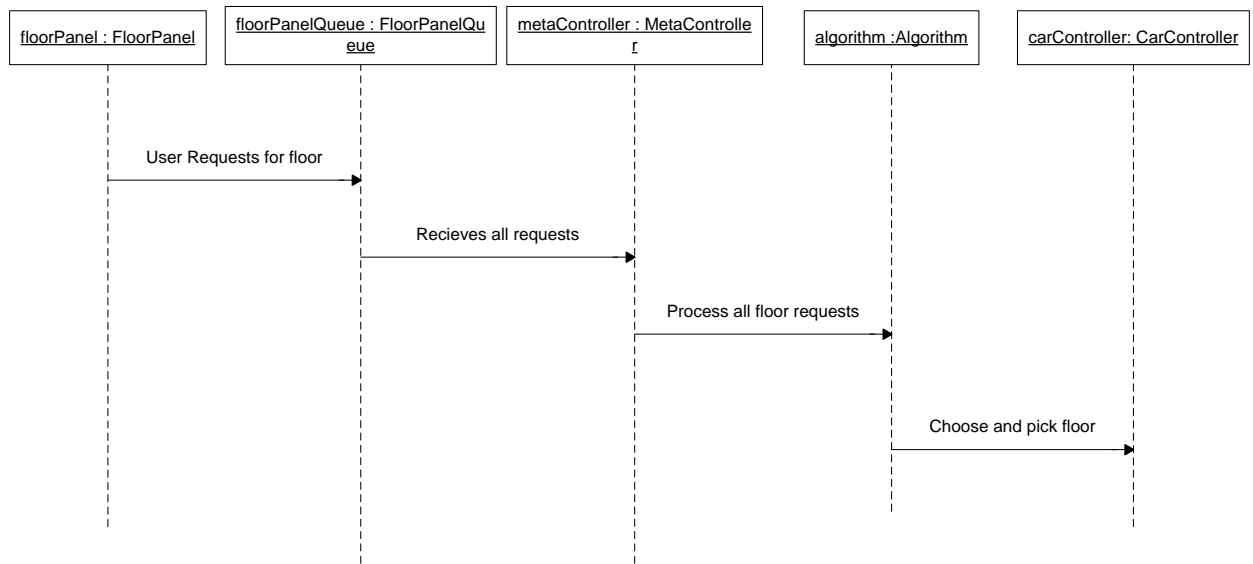 floorPanel : FloorPanel
floorPanelQueue : FloorPanelQu
eue
metaController : MetaControlle
r
algorithm :Algorithm
carController: CarController
User Requests for floor
Recieves all requests
Process all floor requests
Choose and pick floor